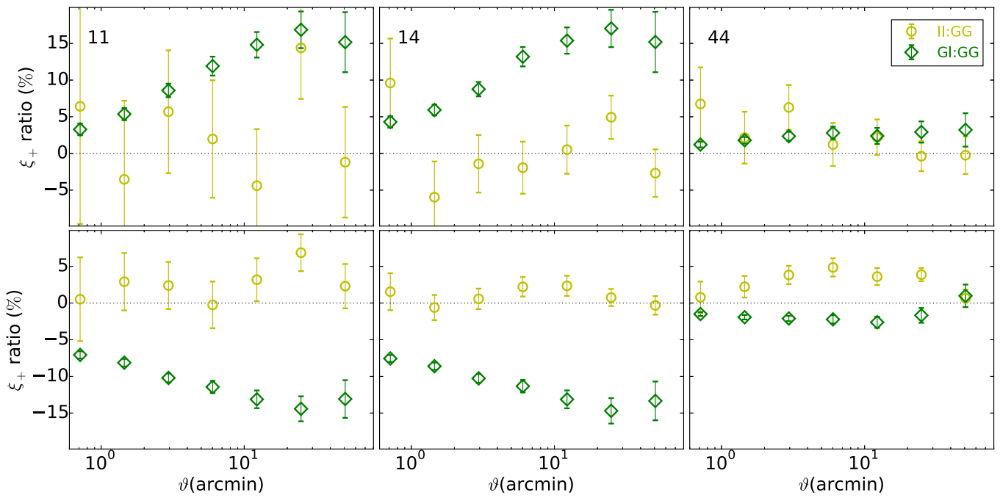 11
14
44
II:GG
GI:GG
ξ+ ratio (%)
15
10
5
0
−5
ξ+ ratio (%)
5
0
−5
−10
−15
10^0 10^1
10^0 10^1
10^0 10^1
ϑ(arcmin)
ϑ(arcmin)
ϑ(arcmin)